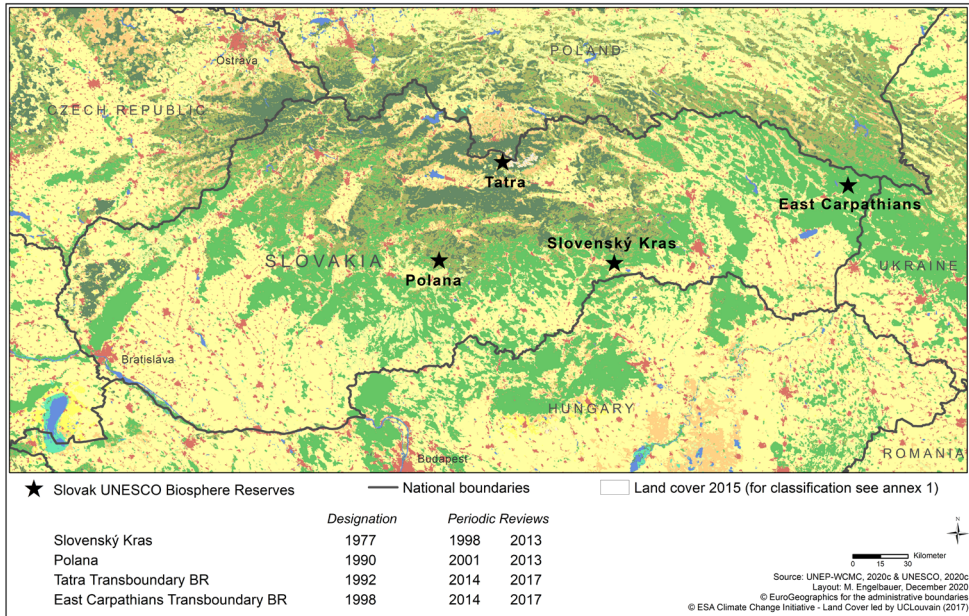 POLAND
Ostrava
CZECH REPUBLIC
Tatra
East Carpathians
Slovenský Kras
SLOVAKIA
Polana
UKRAINE
Bratislava
HUNGARY
Budapest
ROMANIA
Slovak UNESCO Biosphere Reserves
National boundaries
Land cover 2015 (for classification see annex 1)
Designation Periodic Reviews
Slovenský Kras 1977 1998 2013
Polana 1990 2001 2013
Tatra Transboundary BR 1992 2014 2017
East Carpathians Transboundary BR 1998 2014 2017
N
0 15 30 Kilometer
Source: UNEP-WCMC, 2020c & UNESCO, 2020c
Layout: M. Engelbauer, December 2020
© EuroGeographics for the administrative boundaries
© ESA Climate Change Initiative - Land Cover led by UCLouvain (2017)